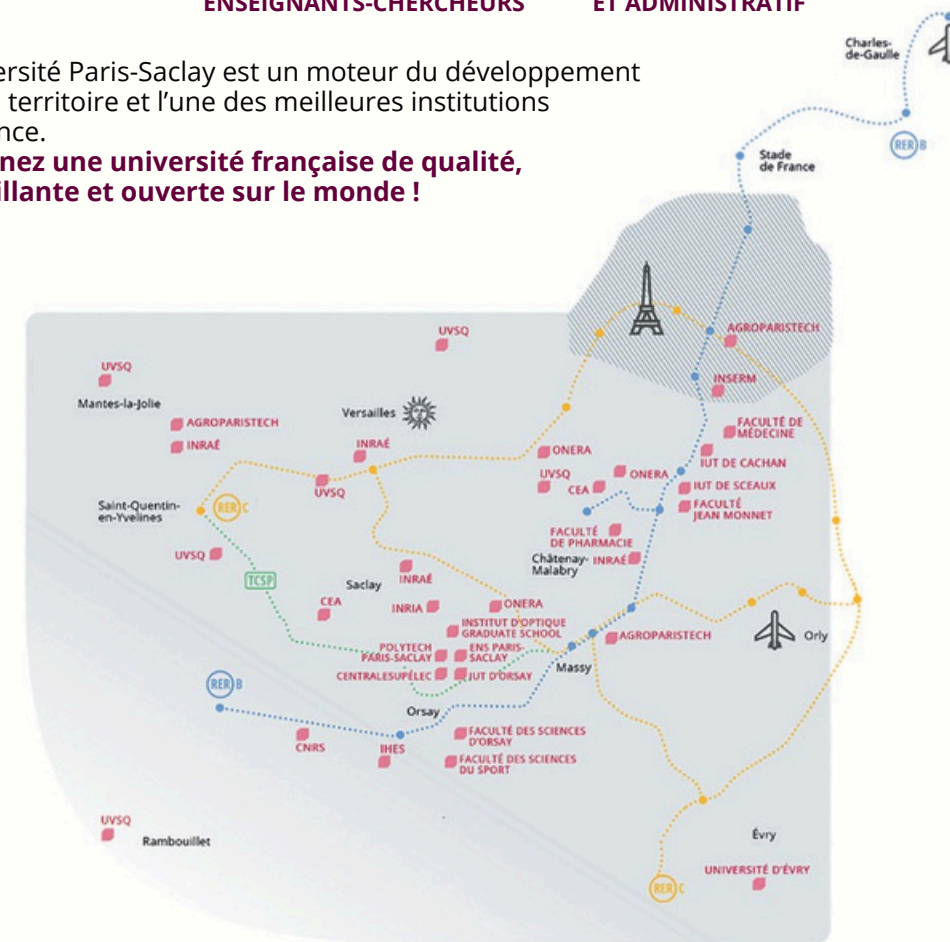 ENSEIGNANTS-CHERCHEURS
ET ADMINISTRATIF
ersité Paris-Saclay est un moteur du développement
territoire et l'une des meilleures institutions
nce.
nez une université française de qualité,
illante et ouverte sur le monde !
Charles-
de-Gaulle
RER B
Stade
de France
AGROPARISTECH
INSERM
UVSQ
UVSQ
Mantes-la-Jolie
AGROPARISTECH
INRAÉ
Versailles
INRAÉ
UVSQ
FACULTÉ DE
MÉDECINE
IUT DE CACHAN
ONERA
UVSQ
CEA
ONERA
IUT DE SCEAUX
FACULTÉ
JEAN MONNET
Saint-Quentin-
en-Yvelines
RER C
UVSQ
TCSP
FACULTÉ
DE PHARMACIE
Châtenay-
Malabry
INRAÉ
Saclay
INRAÉ
CEA
INRIA
ONERA
INSTITUT D'OPTIQUE
GRADUATE SCHOOL
POLYTECH
PARIS-SACLAY
ENS PARIS-
SACLAY
CENTRALESUPÉLEC
IUT D'ORSAY
AGROPARISTECH
Massy
Orly
RER B
Orsay
CNRS
IHES
FACULTÉ DES SCIENCES
D'ORSAY
FACULTÉ DES SCIENCES
DU SPORT
UVSQ
Rambouillet
Évry
UNIVERSITÉ D'ÉVRY
RER C